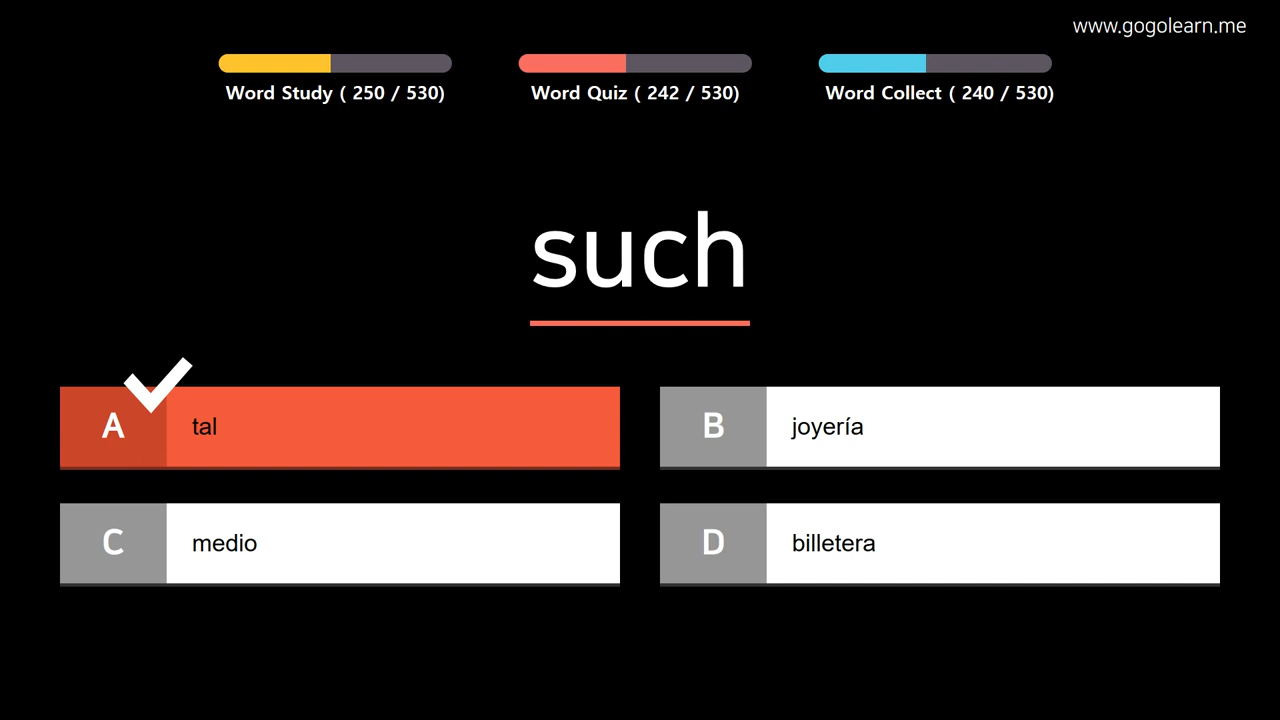 www.gogolearn.me
Word Study ( 250 / 530)
Word Quiz ( 242 / 530)
Word Collect ( 240 / 530)
such
A tal
B joyería
C medio
D billetera